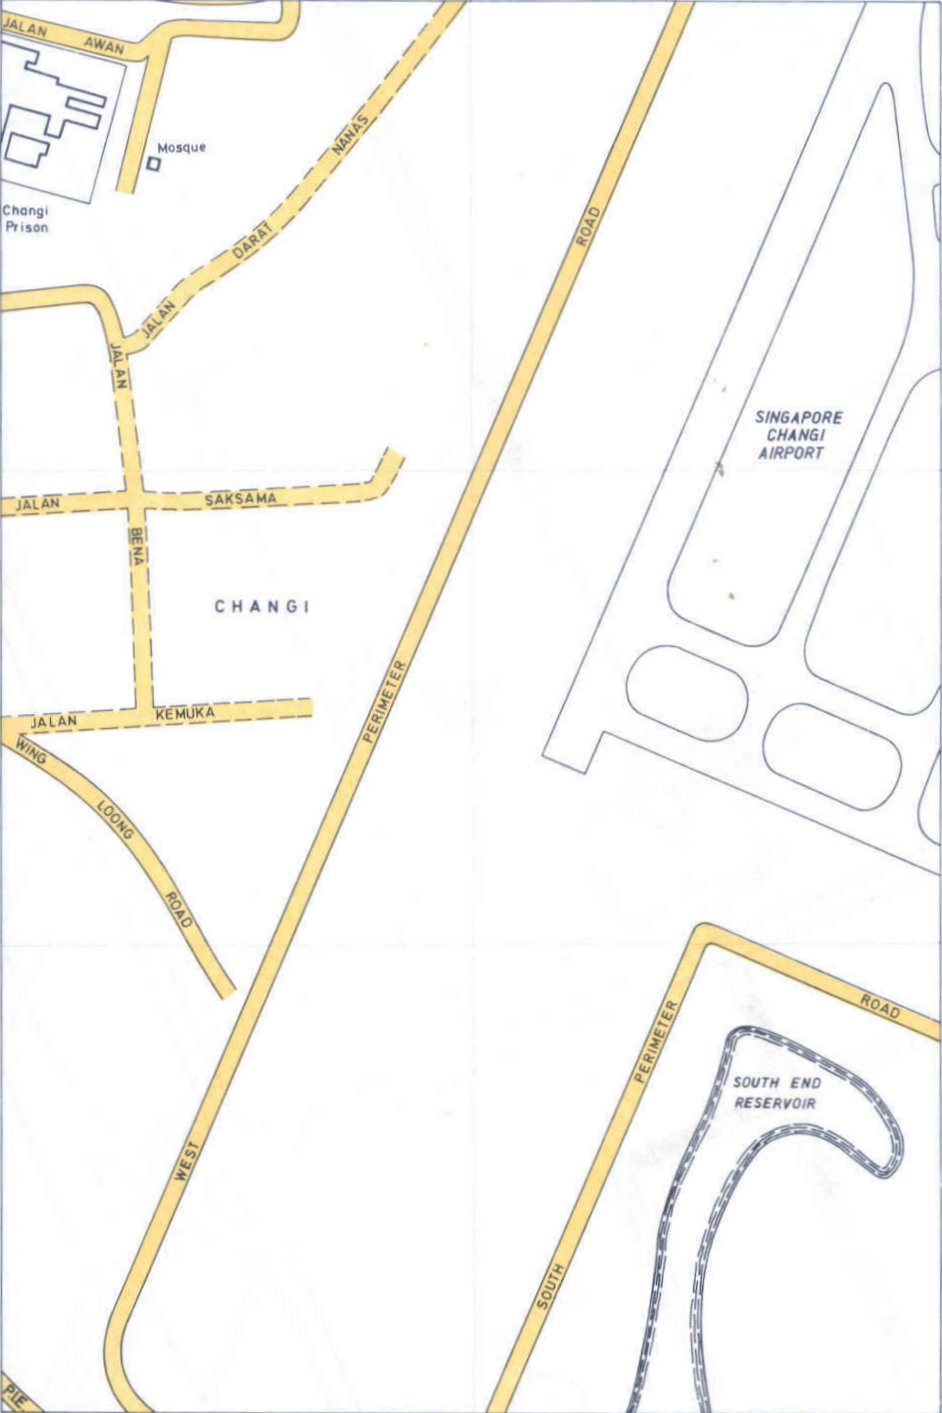 JALAN AWAN
Mosque
Changi
Prison
JALAN DARAT NANAS
ROAD
JALAN
BENA
SINGAPORE
CHANGI
AIRPORT
JALAN SAKSAMA
CHANGI
PERIMETER
JALAN KEMUKA
WING LOONG ROAD
WEST
ROAD
PERIMETER
SOUTH
SOUTH END
RESERVOIR
PIE